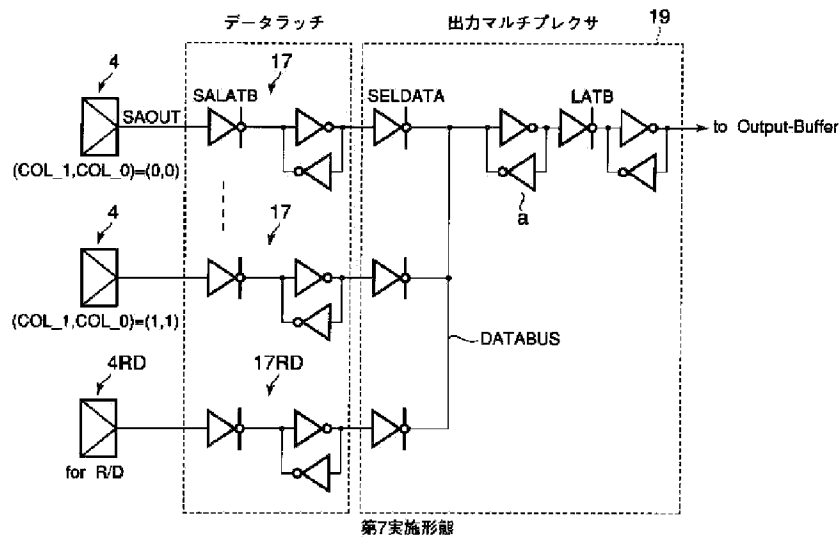 データラッチ
出力マルチプレクサ
19
4
17
SAOUT
SALATB
SELDATA
LATB
to Output-Buffer
(COL_1,COL_0)=(0,0)
a
4
17
(COL_1,COL_0)=(1,1)
DATABUS
4RD
17RD
for R/D
第7実施形態